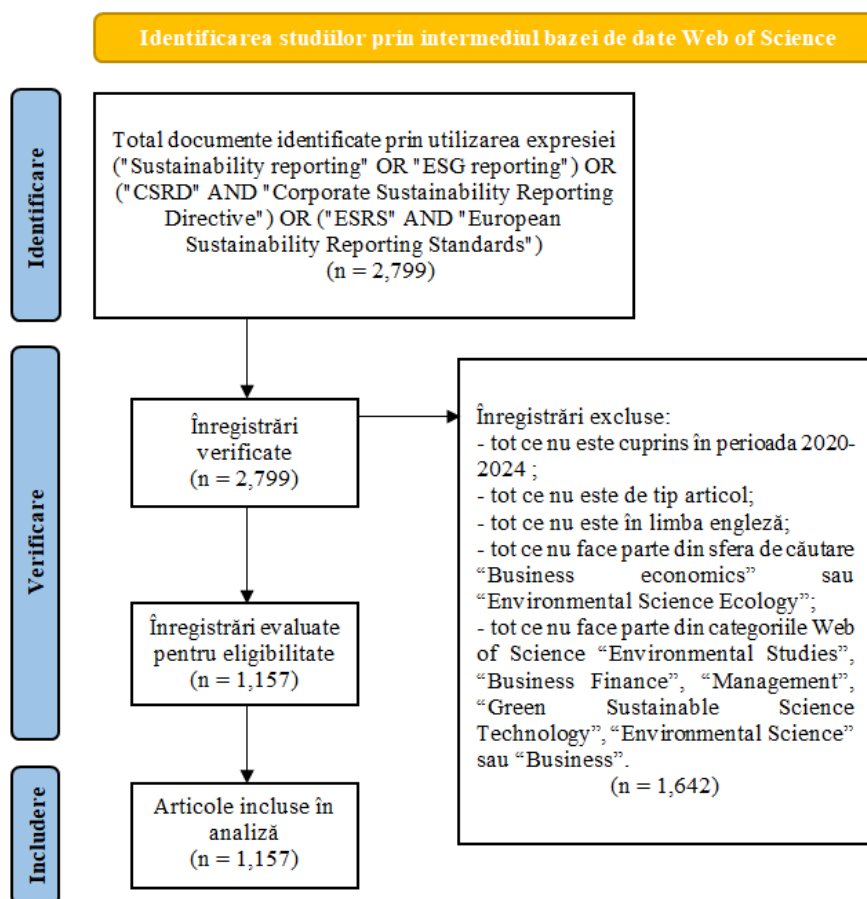 Identificarea studiilor prin intermediul bazei de date Web of Science
Identificare
Total documente identificate prin utilizarea expresiei
("Sustainability reporting" OR "ESG reporting") OR
("CSRD" AND "Corporate Sustainability Reporting
Directive") OR ("ESRS" AND "European
Sustainability Reporting Standards")
(n = 2,799)
Verificare
Înregistrări
verificate
(n = 2,799)
Înregistrări excluse:
- tot ce nu este cuprins în perioada 2020-
2024 ;
- tot ce nu este de tip articol;
- tot ce nu este în limba engleză;
- tot ce nu face parte din sfera de căutare
“Business economics” sau
“Environmental Science Ecology”;
- tot ce nu face parte din categoriile Web
of Science “Environmental Studies”,
“Business Finance”, “Management”,
“Green Sustainable Science
Technology”, “Environmental Science”
sau “Business”.
(n = 1,642)
Înregistrări evaluate
pentru eligibilitate
(n = 1,157)
Includere
Articole incluse în
analiză
(n = 1,157)